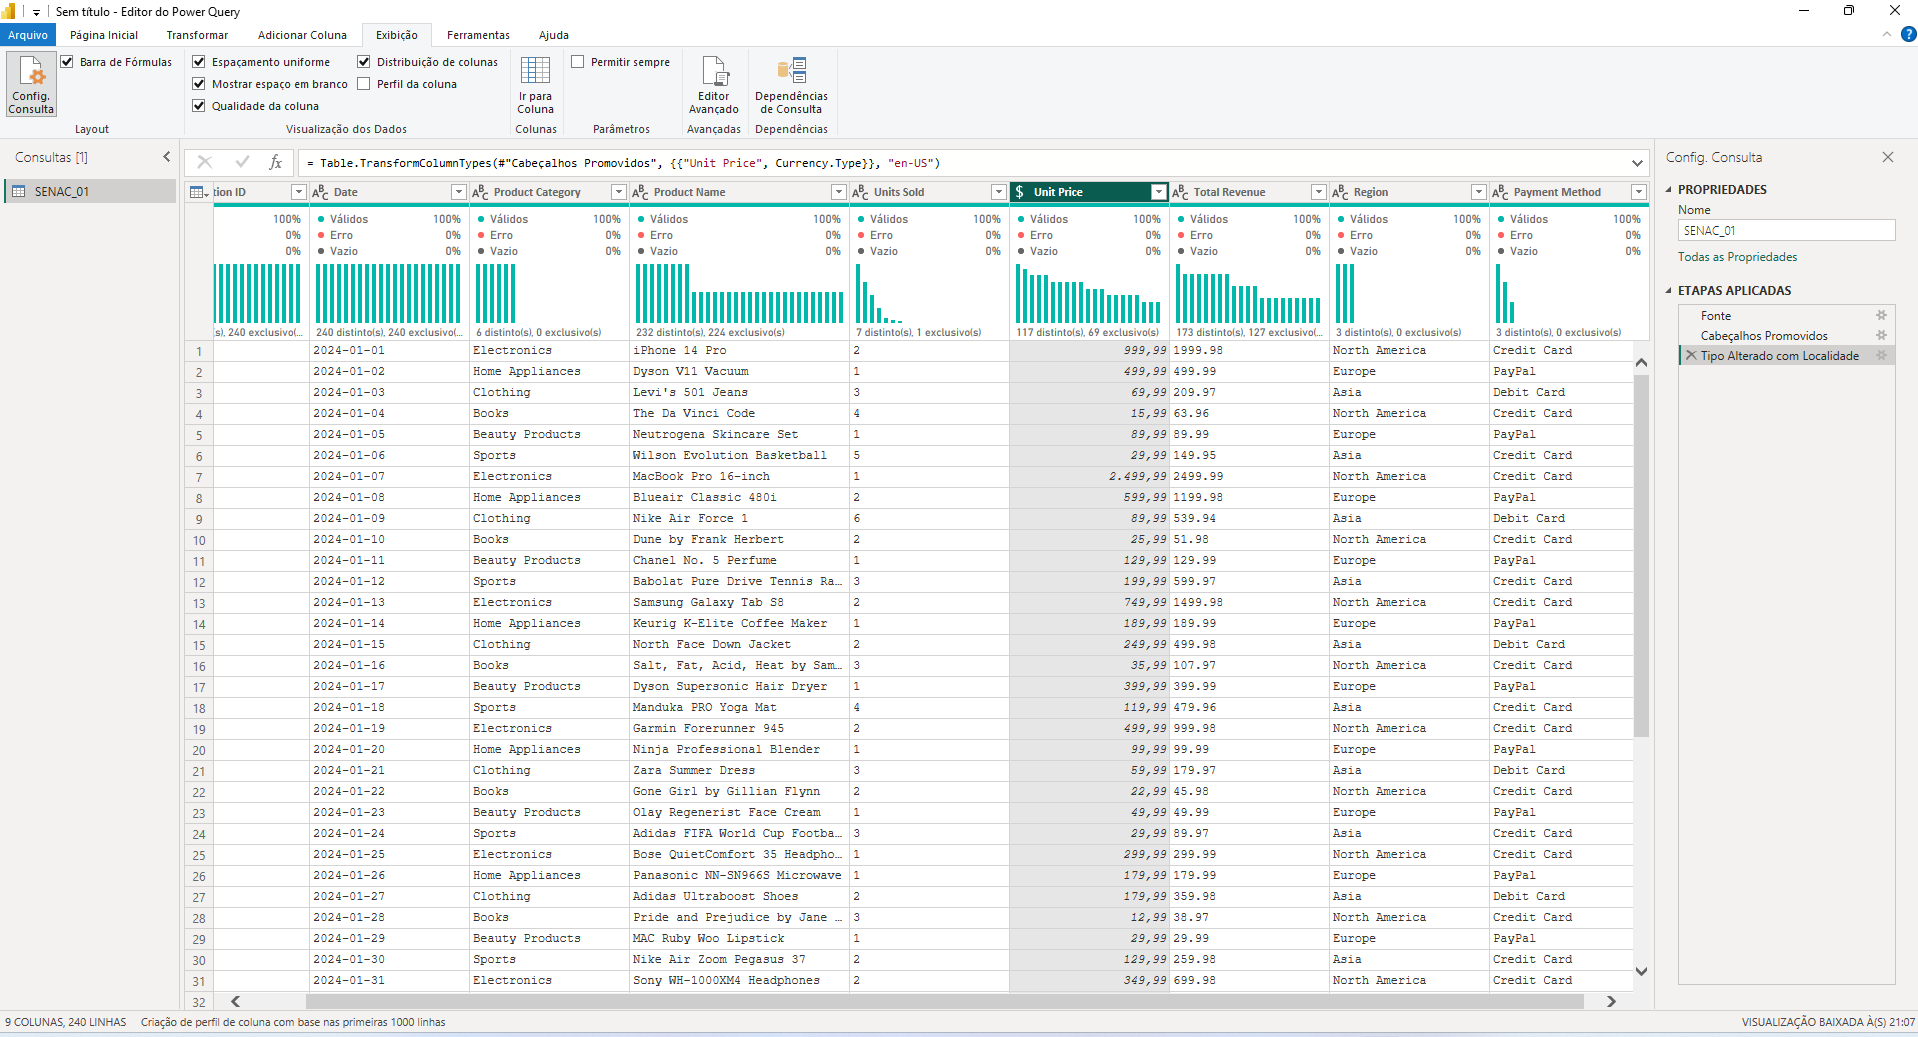 Sem título - Editor do Power Query
Arquivo Página Inicial Transformar Adicionar Coluna Exibição Ferramentas Ajuda
Config. Consulta
Barra de Fórmulas
Layout
Espaçamento uniforme
Mostrar espaço em branco
Qualidade da coluna
Distribuição de colunas
Perfil da coluna
Visualização dos Dados
Ir para Coluna
Colunas
Permitir sempre
Parâmetros
Editor Avançado
Avançadas
Dependências de Consulta
Dependências
Consultas [1]
SENAC_01
fx
= Table.TransformColumnTypes(#"Cabeçalhos Promovidos", {{"Unit Price", Currency.Type}}, "en-US")
tion ID ABC Date ABC Product Category ABC Product Name ABC Units Sold $ Unit Price ABC Total Revenue ABC Region ABC Payment Method
100% Válidos 100% Válidos 100% Válidos 100% Válidos 100% Válidos 100% Válidos 100% Válidos 100% Válidos 100%
0% Erro 0% Erro 0% Erro 0% Erro 0% Erro 0% Erro 0% Erro 0% Erro 0%
0% Vazio 0% Vazio 0% Vazio 0% Vazio 0% Vazio 0% Vazio 0% Vazio 0% Vazio 0%
(s), 240 exclusivo(... 240 distinto(s), 240 exclusivo(... 6 distinto(s), 0 exclusivo(s) 232 distinto(s), 224 exclusivo(s) 7 distinto(s), 1 exclusivo(s) 117 distinto(s), 69 exclusivo(s) 173 distinto(s), 127 exclusivo(... 3 distinto(s), 0 exclusivo(s) 3 distinto(s), 0 exclusivo(s)
1 2024-01-01 Electronics iPhone 14 Pro 2 999,99 1999.98 North America Credit Card
2 2024-01-02 Home Appliances Dyson V11 Vacuum 1 499,99 499.99 Europe PayPal
3 2024-01-03 Clothing Levi's 501 Jeans 3 69,99 209.97 Asia Debit Card
4 2024-01-04 Books The Da Vinci Code 4 15,99 63.96 North America Credit Card
5 2024-01-05 Beauty Products Neutrogena Skincare Set 1 89,99 89.99 Europe PayPal
6 2024-01-06 Sports Wilson Evolution Basketball 5 29,99 149.95 Asia Credit Card
7 2024-01-07 Electronics MacBook Pro 16-inch 1 2.499,99 2499.99 North America Credit Card
8 2024-01-08 Home Appliances Blueair Classic 480i 2 599,99 1199.98 Europe PayPal
9 2024-01-09 Clothing Nike Air Force 1 6 89,99 539.94 Asia Debit Card
10 2024-01-10 Books Dune by Frank Herbert 2 25,99 51.98 North America Credit Card
11 2024-01-11 Beauty Products Chanel No. 5 Perfume 1 129,99 129.99 Europe PayPal
12 2024-01-12 Sports Babolat Pure Drive Tennis Ra... 3 199,99 599.97 Asia Credit Card
13 2024-01-13 Electronics Samsung Galaxy Tab S8 2 749,99 1499.98 North America Credit Card
14 2024-01-14 Home Appliances Keurig K-Elite Coffee Maker 1 189,99 189.99 Europe PayPal
15 2024-01-15 Clothing North Face Down Jacket 2 249,99 499.98 Asia Debit Card
16 2024-01-16 Books Salt, Fat, Acid, Heat by Sam... 3 35,99 107.97 North America Credit Card
17 2024-01-17 Beauty Products Dyson Supersonic Hair Dryer 1 399,99 399.99 Europe PayPal
18 2024-01-18 Sports Manduka PRO Yoga Mat 4 119,99 479.96 Asia Credit Card
19 2024-01-19 Electronics Garmin Forerunner 945 2 499,99 999.98 North America Credit Card
20 2024-01-20 Home Appliances Ninja Professional Blender 1 99,99 99.99 Europe PayPal
21 2024-01-21 Clothing Zara Summer Dress 3 59,99 179.97 Asia Debit Card
22 2024-01-22 Books Gone Girl by Gillian Flynn 2 22,99 45.98 North America Credit Card
23 2024-01-23 Beauty Products Olay Regenerist Face Cream 1 49,99 49.99 Europe PayPal
24 2024-01-24 Sports Adidas FIFA World Cup Footba... 3 29,99 89.97 Asia Credit Card
25 2024-01-25 Electronics Bose QuietComfort 35 Headpho... 1 299,99 299.99 North America Credit Card
26 2024-01-26 Home Appliances Panasonic NN-SN966S Microwave 1 179,99 179.99 Europe PayPal
27 2024-01-27 Clothing Adidas Ultraboost Shoes 2 179,99 359.98 Asia Debit Card
28 2024-01-28 Books Pride and Prejudice by Jane ... 3 12,99 38.97 North America Credit Card
29 2024-01-29 Beauty Products MAC Ruby Woo Lipstick 1 29,99 29.99 Europe PayPal
30 2024-01-30 Sports Nike Air Zoom Pegasus 37 2 129,99 259.98 Asia Credit Card
31 2024-01-31 Electronics Sony WH-1000XM4 Headphones 2 349,99 699.98 North America Credit Card
32
Config. Consulta
PROPRIEDADES
Nome
SENAC_01
Todas as Propriedades
ETAPAS APLICADAS
Fonte
Cabeçalhos Promovidos
Tipo Alterado com Localidade
9 COLUNAS, 240 LINHAS Criação de perfil de coluna com base nas primeiras 1000 linhas
VISUALIZAÇÃO BAIXADA À(S) 21:07